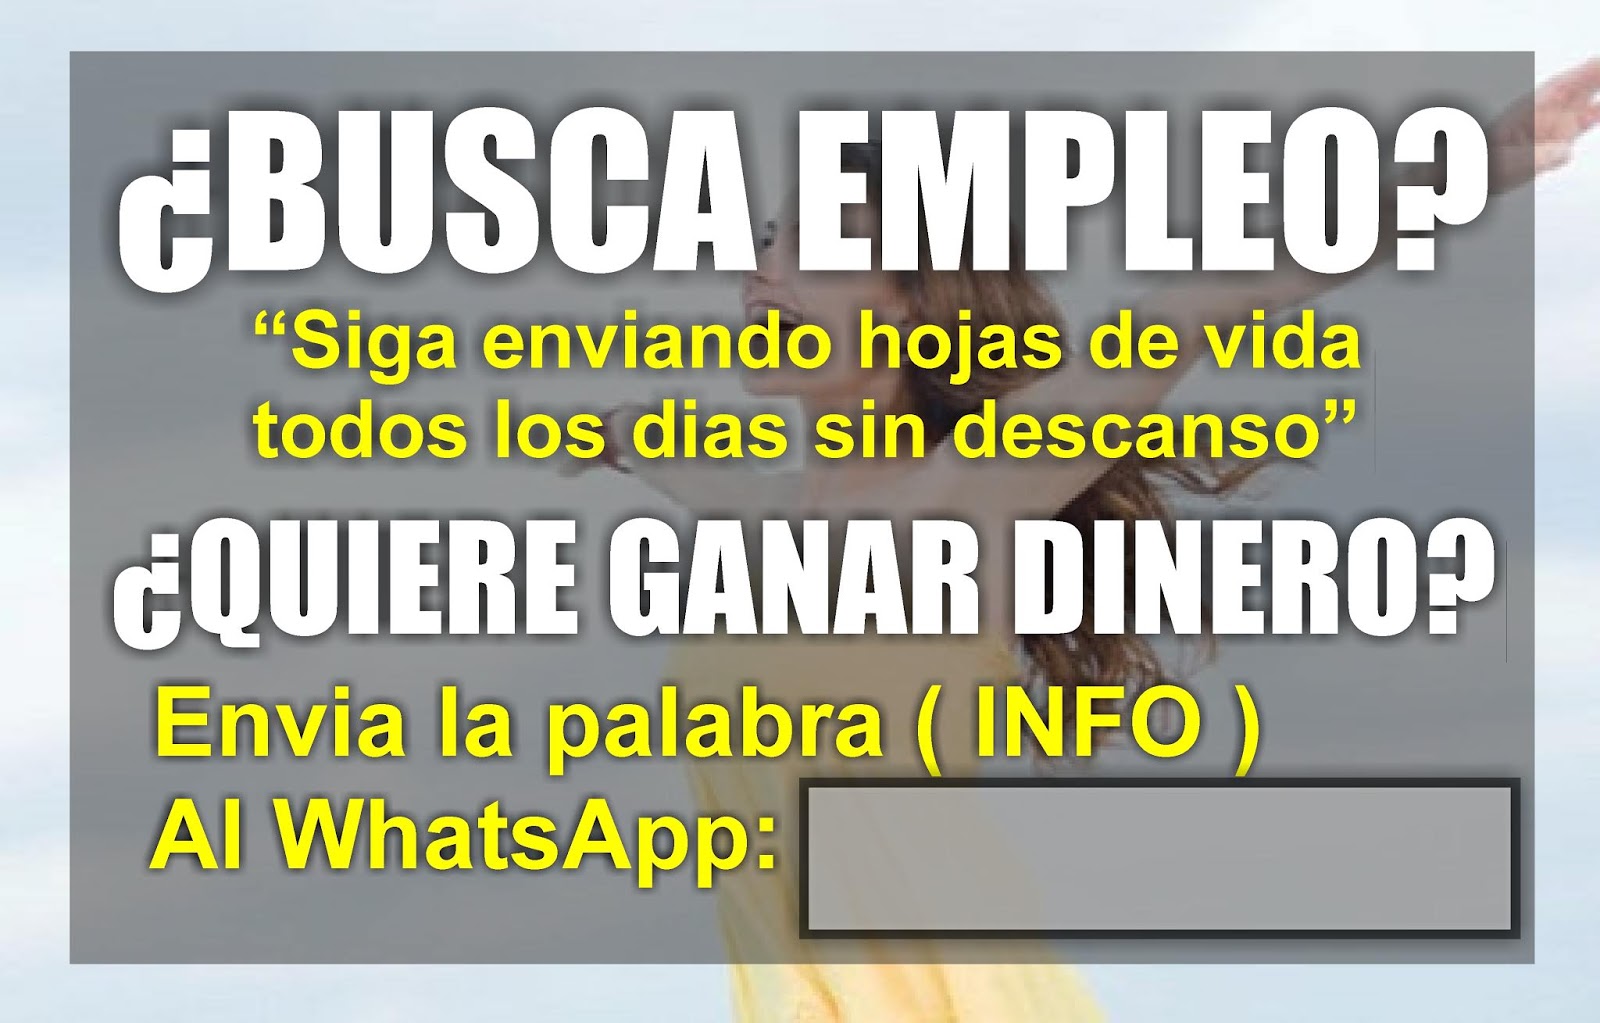 ¿BUSCA EMPLEO?
“Siga enviando hojas de vida
todos los dias sin descanso”
¿QUIERE GANAR DINERO?
Envia la palabra ( INFO )
Al WhatsApp: